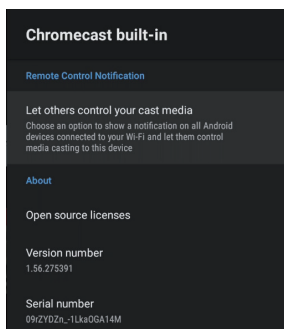 Chromecast built-in
Remote Control Notification
Let others control your cast media
Choose an option to show a notification on all Android
devices connected to your Wi-Fi and let them control
media casting to this device
About
Open source licenses
Version number
1.56.275391
Serial number
09rZYDZn_-1LkaOGA14M